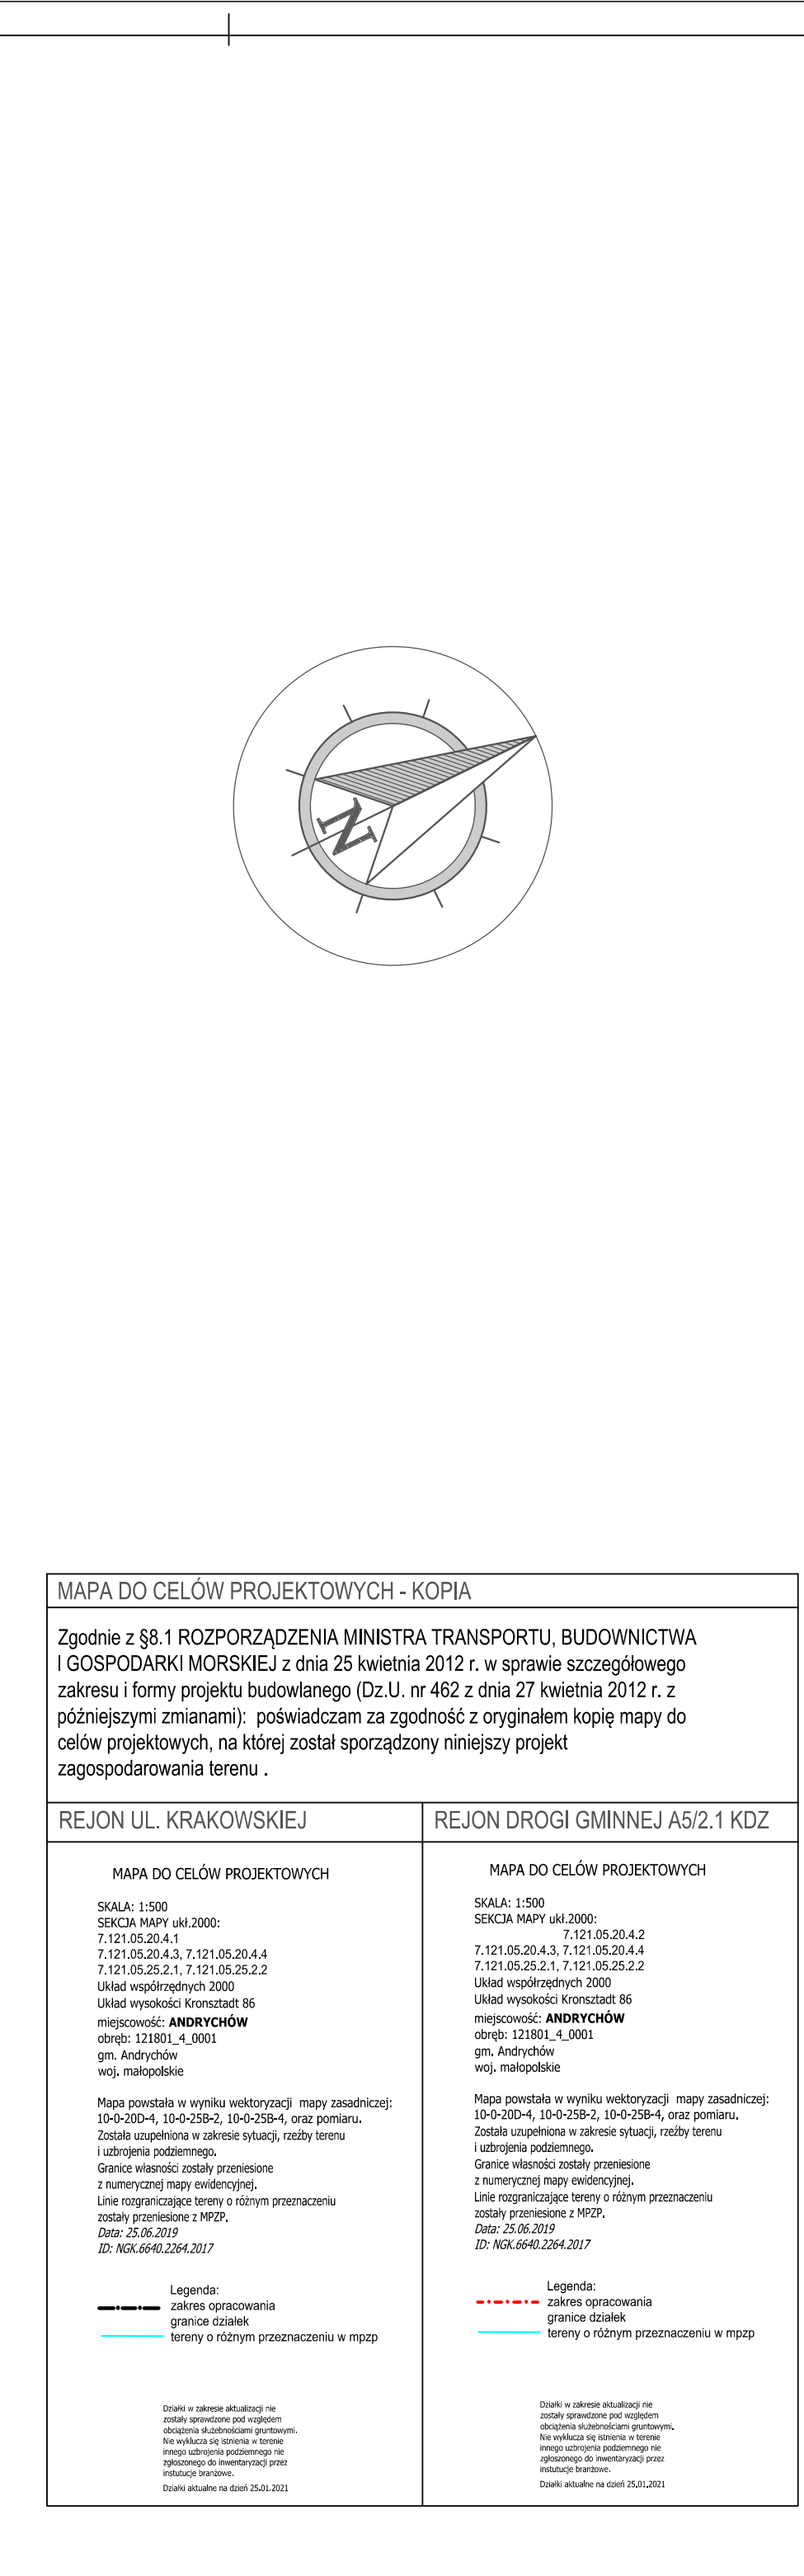 N
MAPA DO CELÓW PROJEKTOWYCH - KOPIA
Zgodnie z §8.1 ROZPORZĄDZENIA MINISTRA TRANSPORTU, BUDOWNICTWA
I GOSPODARKI MORSKIEJ z dnia 25 kwietnia 2012 r. w sprawie szczegółowego
zakresu i formy projektu budowlanego (Dz.U. nr 462 z dnia 27 kwietnia 2012 r. z
późniejszymi zmianami): poświadczam za zgodność z oryginałem kopię mapy do
celów projektowych, na której został sporządzony niniejszy projekt
zagospodarowania terenu .
REJON UL. KRAKOWSKIEJ
MAPA DO CELÓW PROJEKTOWYCH
SKALA: 1:500
SEKCJA MAPY ukł.2000:
7.121.05.20.4.1
7.121.05.20.4.3, 7.121.05.20.4.4
7.121.05.25.2.1, 7.121.05.25.2.2
Układ współrzędnych 2000
Układ wysokości Kronsztadt 86
miejscowość: ANDRYCHÓW
obręb: 121801_4_0001
gm. Andrychów
woj. małopolskie
Mapa powstała w wyniku wektoryzacji mapy zasadniczej:
10-0-20D-4, 10-0-25B-2, 10-0-25B-4, oraz pomiaru.
Została uzupełniona w zakresie sytuacji, rzeźby terenu
i uzbrojenia podziemnego.
Granice własności zostały przeniesione
z numerycznej mapy ewidencyjnej.
Linie rozgraniczające tereny o różnym przeznaczeniu
zostały przeniesione z MPZP.
Data: 25.06.2019
ID: NGK.6640.2264.2017
Legenda:
zakres opracowania
granice działek
tereny o różnym przeznaczeniu w mpzp
Działki w zakresie aktualizacji nie
zostały sprawdzone pod względem
obciążenia służebnościami gruntowymi.
Nie wyklucza się istnienia w terenie
innego uzbrojenia podziemnego nie
zgłoszonego do inwentaryzacji przez
instutucje branżowe.
Działki aktualne na dzień 25.01.2021
REJON DROGI GMINNEJ A5/2.1 KDZ
MAPA DO CELÓW PROJEKTOWYCH
SKALA: 1:500
SEKCJA MAPY ukł.2000:
7.121.05.20.4.2
7.121.05.20.4.3, 7.121.05.20.4.4
7.121.05.25.2.1, 7.121.05.25.2.2
Układ współrzędnych 2000
Układ wysokości Kronsztadt 86
miejscowość: ANDRYCHÓW
obręb: 121801_4_0001
gm. Andrychów
woj. małopolskie
Mapa powstała w wyniku wektoryzacji mapy zasadniczej:
10-0-20D-4, 10-0-25B-2, 10-0-25B-4, oraz pomiaru.
Została uzupełniona w zakresie sytuacji, rzeźby terenu
i uzbrojenia podziemnego.
Granice własności zostały przeniesione
z numerycznej mapy ewidencyjnej.
Linie rozgraniczające tereny o różnym przeznaczeniu
zostały przeniesione z MPZP.
Data: 25.06.2019
ID: NGK.6640.2264.2017
Legenda:
zakres opracowania
granice działek
tereny o różnym przeznaczeniu w mpzp
Działki w zakresie aktualizacji nie
zostały sprawdzone pod względem
obciążenia służebnościami gruntowymi.
Nie wyklucza się istnienia w terenie
innego uzbrojenia podziemnego nie
zgłoszonego do inwentaryzacji przez
instutucje branżowe.
Działki aktualne na dzień 25.01.2021